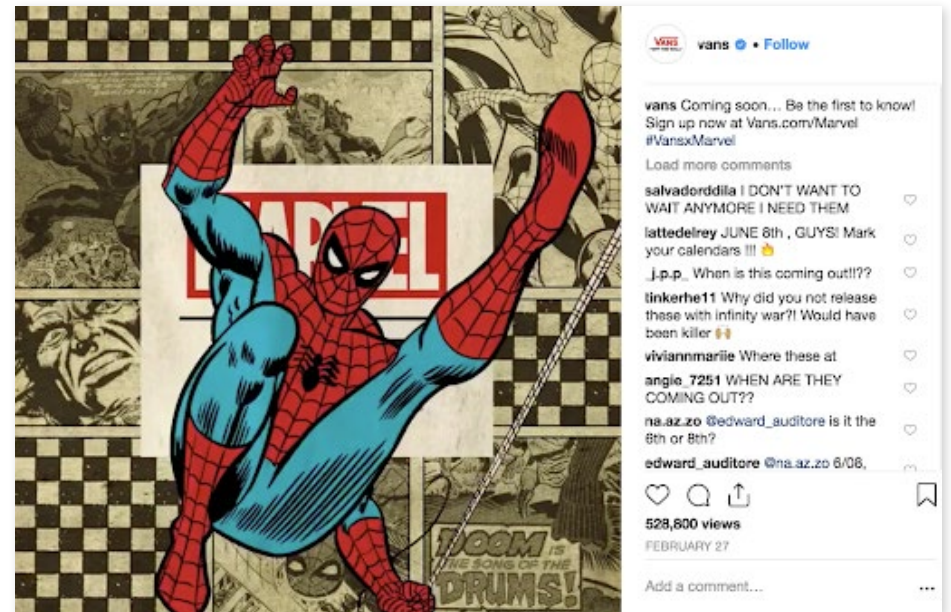 MARVEL
DOOM IS
THE SONG OF THE
DRUMS!
VANS
vans • Follow
vans Coming soon... Be the first to know!
Sign up now at Vans.com/Marvel
#VansxMarvel
Load more comments
salvadorddila I DON'T WANT TO
WAIT ANYMORE I NEED THEM
lattedelrey JUNE 8th , GUYS! Mark
your calendars !!! 👍
_j.p.p_ When is this coming out!!??
tinkerhe11 Why did you not release
these with infinity war?! Would have
been killer 🙌🏼
viviannmariie Where these at
angie_7251 WHEN ARE THEY
COMING OUT??
na.az.zo @edward_auditore is it the
6th or 8th?
edward_auditore @na.az.zo 6/08,
528,800 views
FEBRUARY 27
Add a comment...